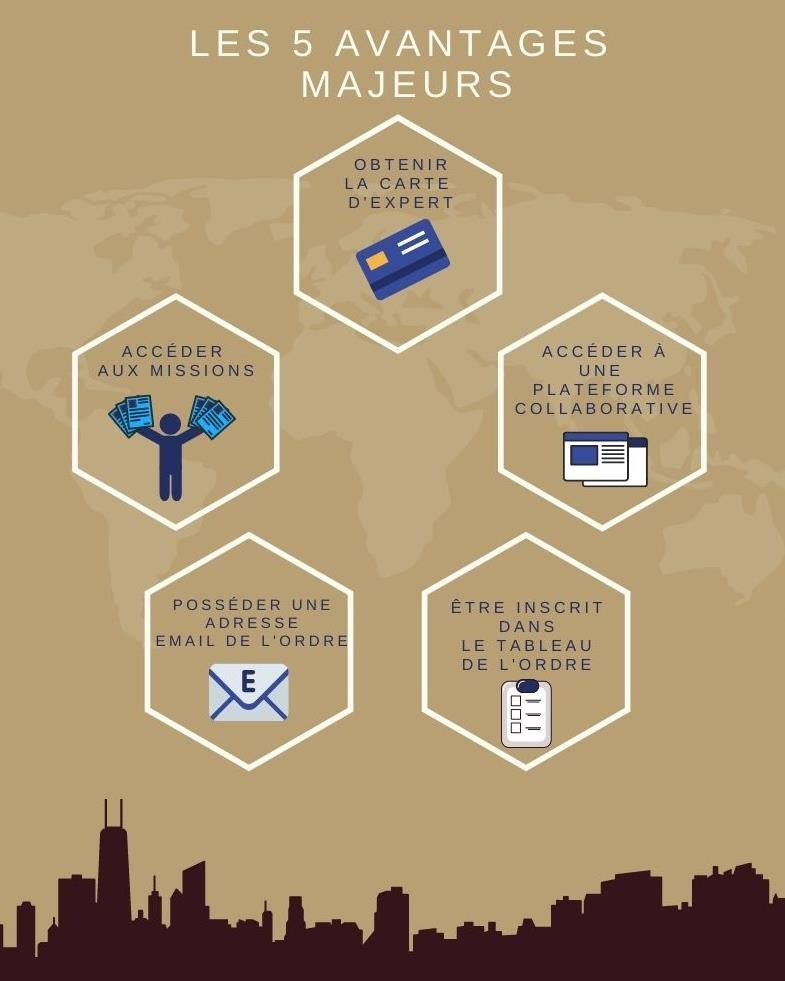 LES 5 AVANTAGES
MAJEURS
OBTENIR
LA CARTE
D'EXPERT
ACCÉDER
AUX MISSIONS
ACCÉDER À
UNE
PLATEFORME
COLLABORATIVE
POSSÉDER UNE
ADRESSE
EMAIL DE L'ORDRE
E
ÊTRE INSCRIT
DANS
LE TABLEAU
DE L'ORDRE